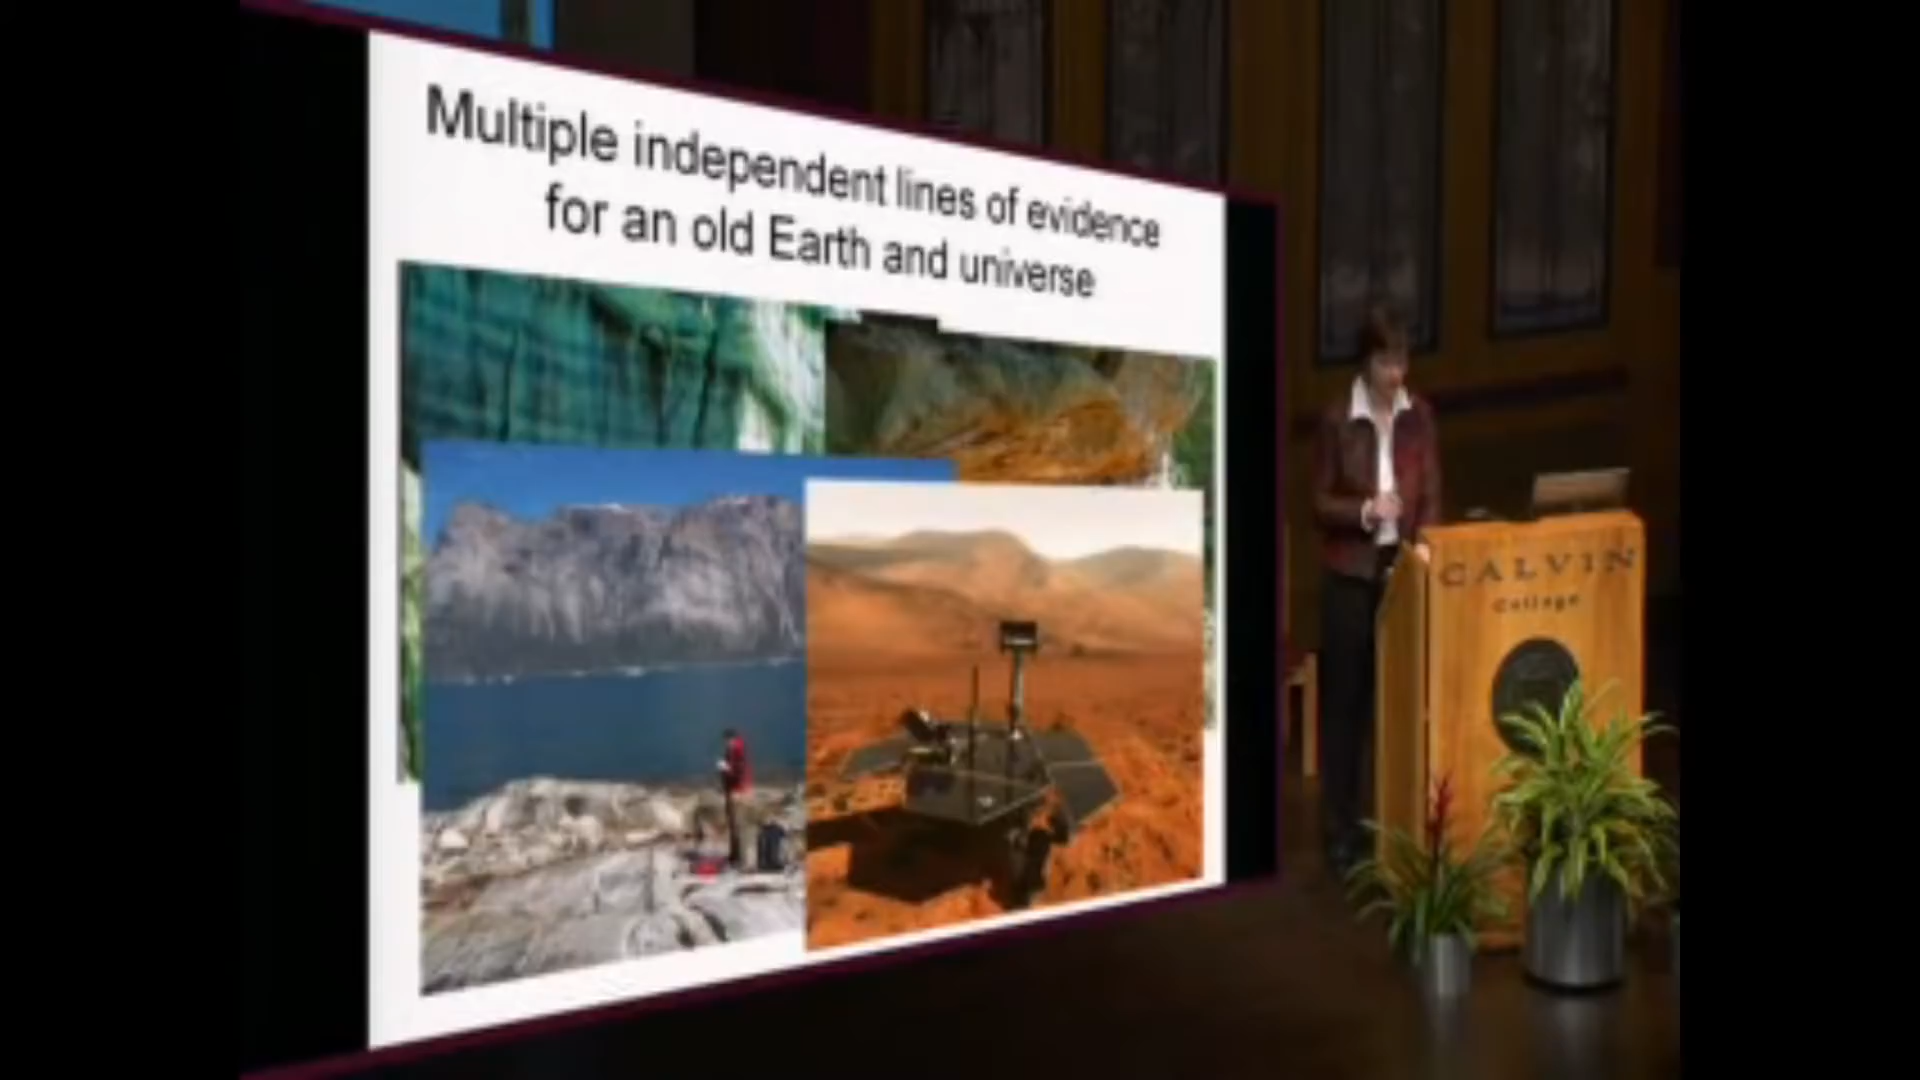 Multiple independent lines of evidence
for an old Earth and universe
CALVIN
College